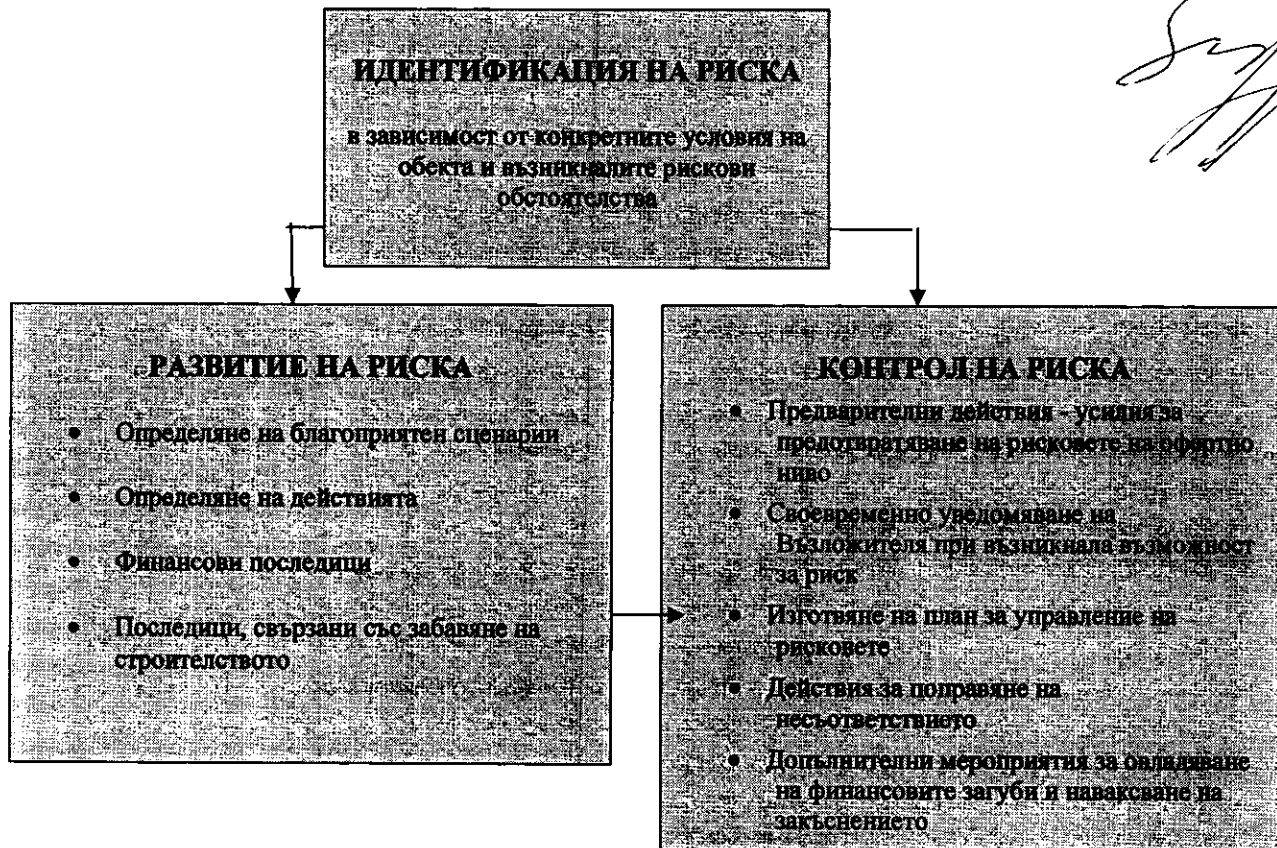 ИДЕНТИФИКАЦИЯ НА РИСКА
в зависимост от конкретните условия на
обекта и възникналите рискови
обстоятелства
РАЗВИТИЕ НА РИСКА
• Определяне на благоприятен сценарии
• Определяне на действията
• Финансови последици
• Последици, свързани със забавяне на
строителството
КОНТРОЛ НА РИСКА
• Предварителни действия - усилия за
предотвратяване на рисковете на офертно
ниво
• Своевременно уведомяване на
Възложителя при възникнала възможност
за риск
• Изготвяне на план за управление на
рисковете
• Действия за поправяне на
несъответствието
• Допълнителни мероприятия за овладяване
на финансовите загуби и наваксване на
закъснението